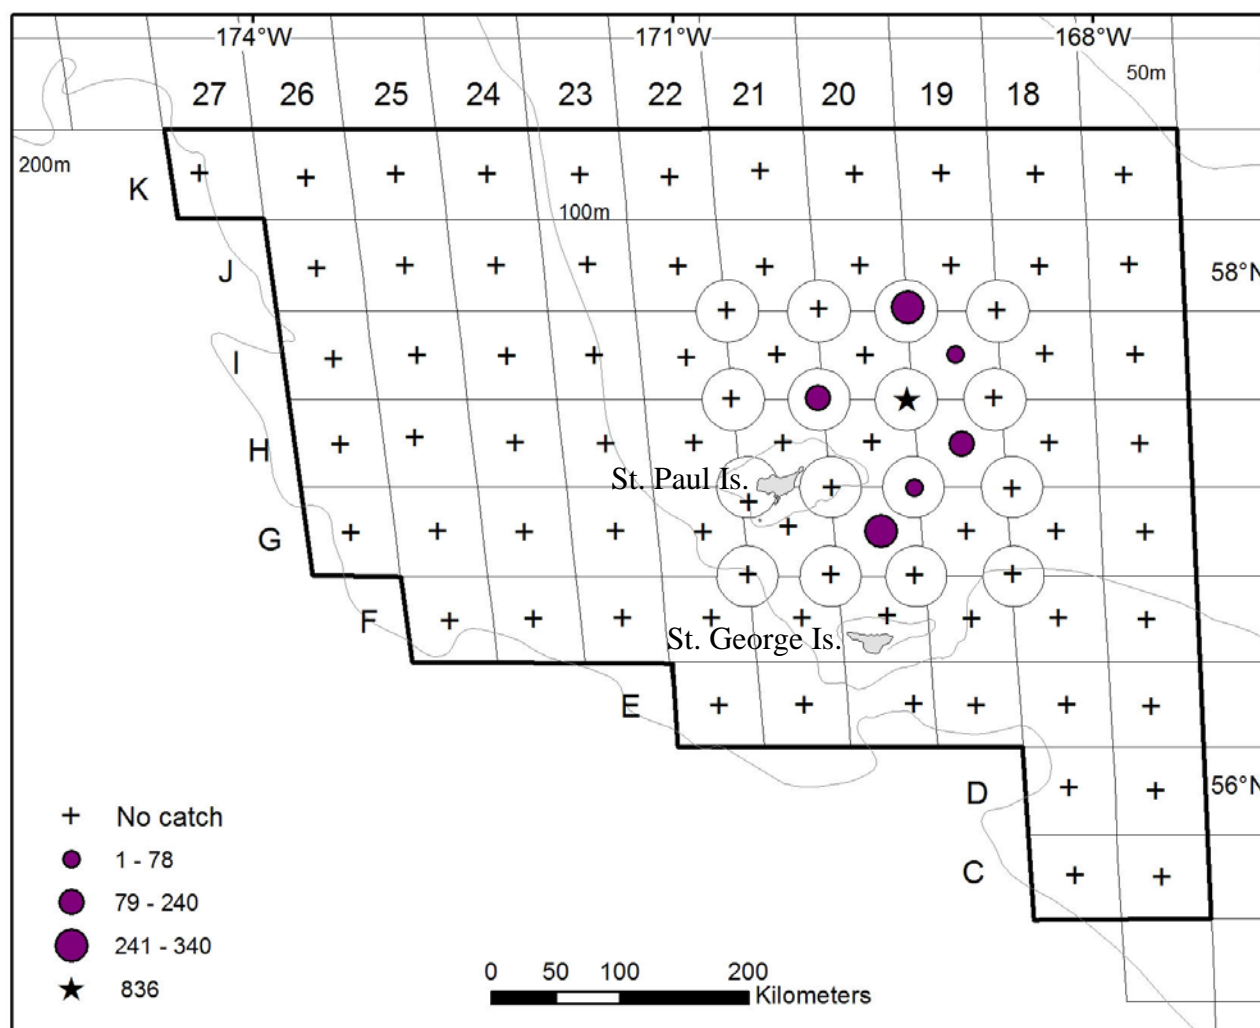 174°W 171°W 168°W
50m
27 26 25 24 23 22 21 20 19 18
200m
K
100m
J 58°N
I
H
St. Paul Is.
G
F
St. George Is.
E
D 56°N
C
No catch
1 - 78
79 - 240
241 - 340
836
0 50 100 200
Kilometers